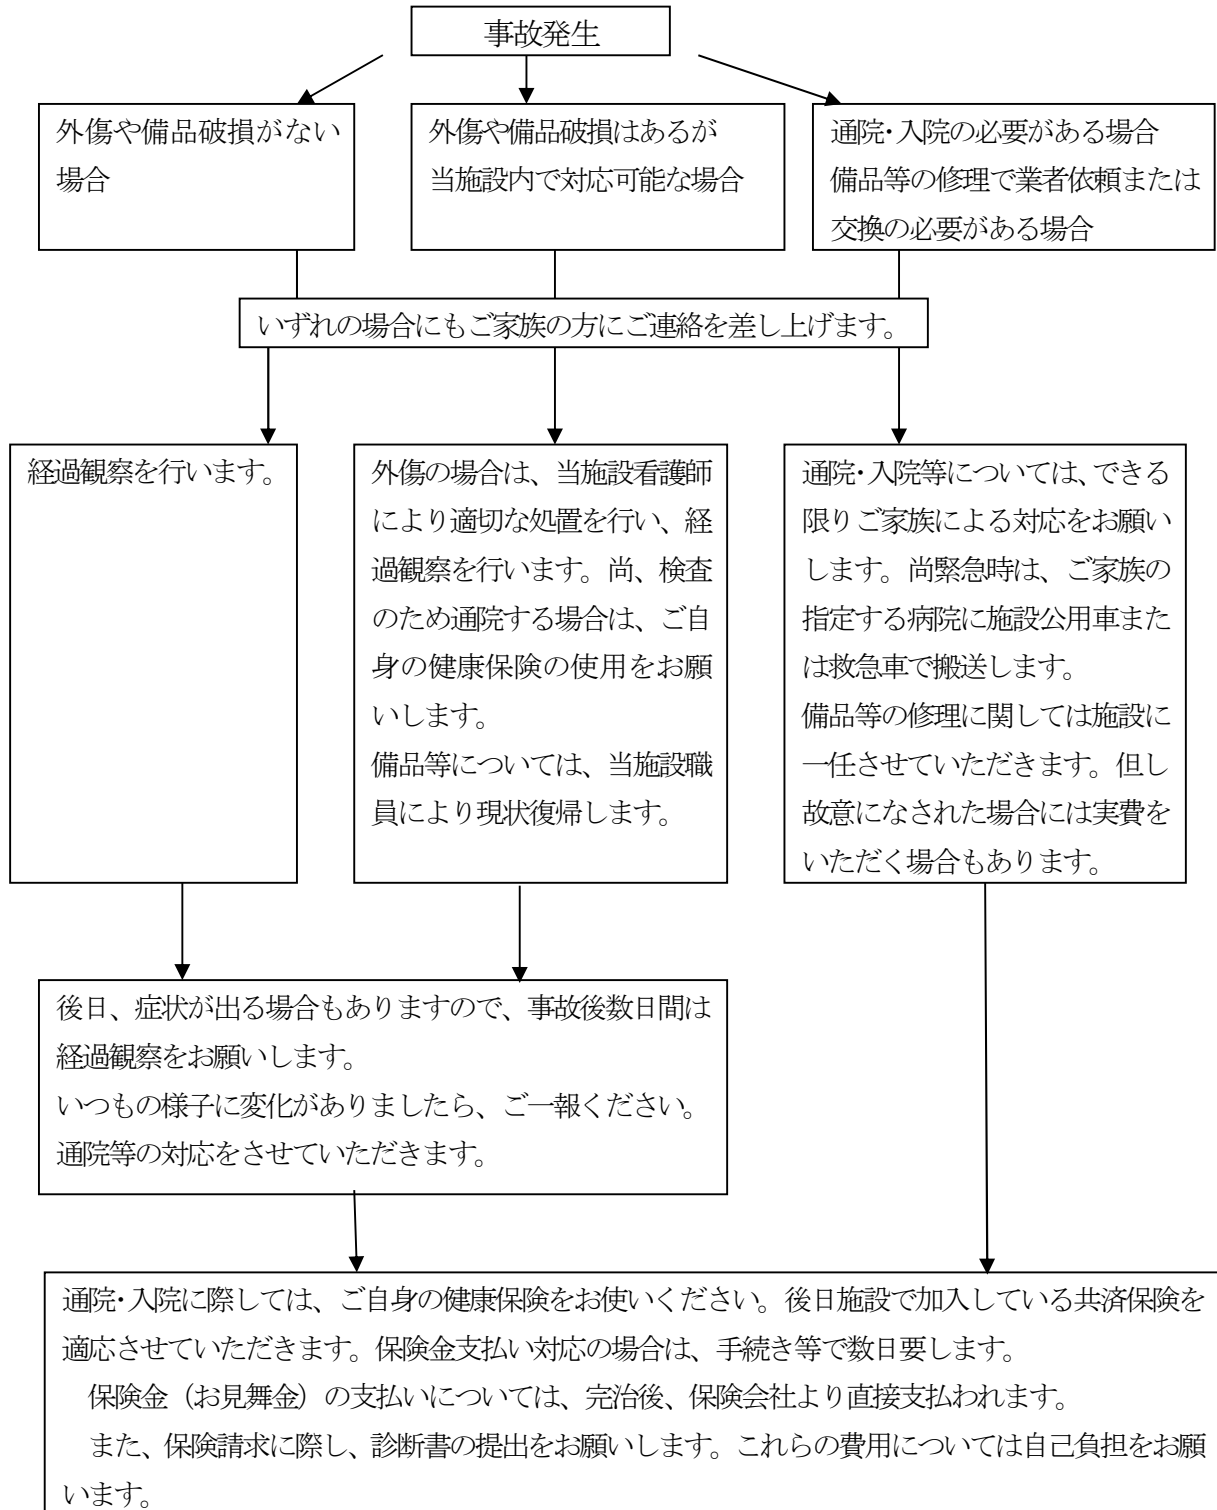 事故発生
外傷や備品破損がない
場合
外傷や備品破損はあるが
当施設内で対応可能な場合
通院・入院の必要がある場合
備品等の修理で業者依頼または
交換の必要がある場合
いずれの場合にもご家族の方にご連絡を差し上げます。
経過観察を行います。
外傷の場合は、当施設看護師
により適切な処置を行い、経
過観察を行います。尚、検査
のため通院する場合は、ご自
身の健康保険の使用をお願
いします。
備品等については、当施設職
員により現状復帰します。
通院・入院等については、できる
限りご家族による対応をお願い
します。尚緊急時は、ご家族の
指定する病院に施設公用車また
は救急車で搬送します。
備品等の修理に関しては施設に
一任させていただきます。但し
故意になされた場合には実費を
いただく場合もあります。
後日、症状が出る場合もありますので、事故後数日間は
経過観察をお願いします。
いつもの様子に変化がありましたら、ご一報ください。
通院等の対応をさせていただきます。
通院・入院に際しては、ご自身の健康保険をお使いください。後日施設で加入している共済保険を
適応させていただきます。保険金支払い対応の場合は、手続き等で数日要します。
保険金（お見舞金）の支払いについては、完治後、保険会社より直接支払われます。
また、保険請求に際し、診断書の提出をお願いします。これらの費用については自己負担をお願
います。